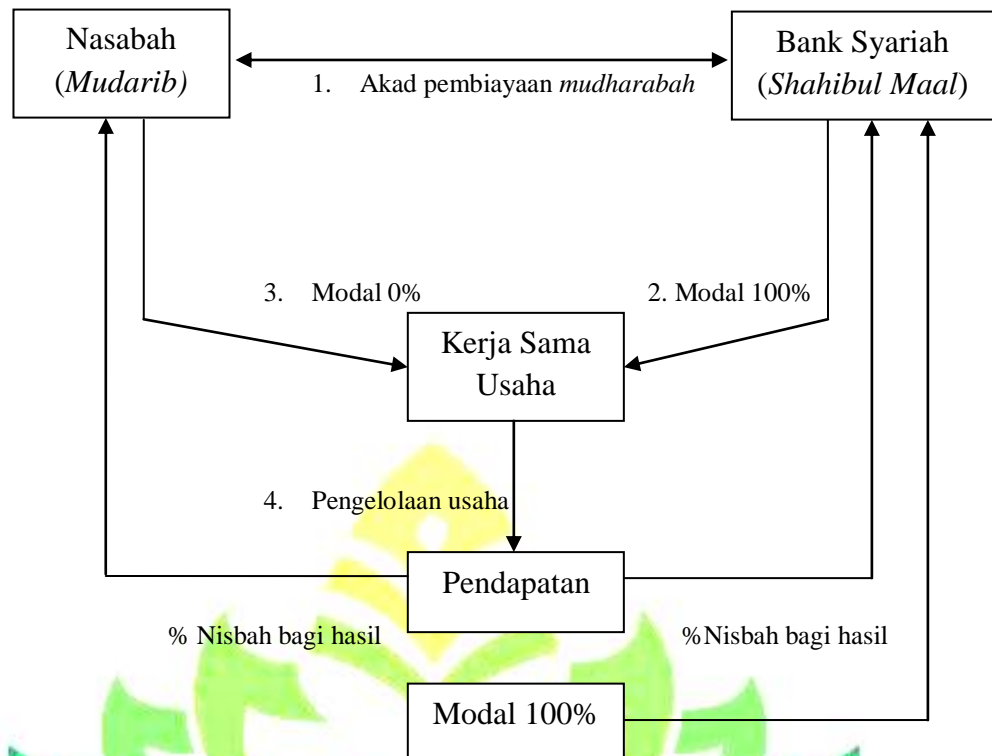 Nasabah
(Mudarib)
Bank Syariah
(Shahibul Maal)
1. Akad pembiayaan mudharabah
3. Modal 0%
2. Modal 100%
Kerja Sama
Usaha
4. Pengelolaan usaha
Pendapatan
% Nisbah bagi hasil
%Nisbah bagi hasil
Modal 100%